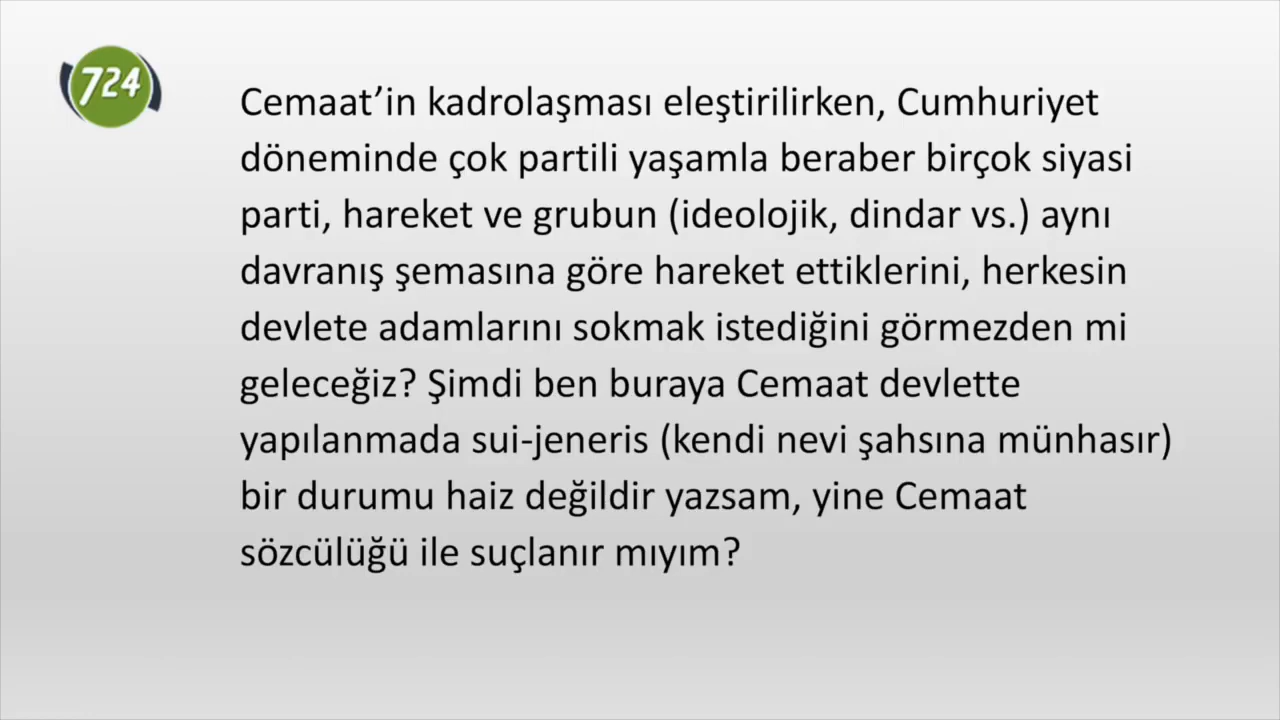 724
Cemaat’in kadrolaşması eleştirilirken, Cumhuriyet
döneminde çok partili yaşamla beraber birçok siyasi
parti, hareket ve grubun (ideolojik, dindar vs.) aynı
davranış şemasına göre hareket ettiklerini, herkesin
devlete adamlarını sokmak istediğini görmezden mi
geleceğiz? Şimdi ben buraya Cemaat devlette
yapılanmada sui-jeneris (kendi nevi şahsına münhasır)
bir durumu haiz değildir yazsam, yine Cemaat
sözcülüğü ile suçlanır mıyım?